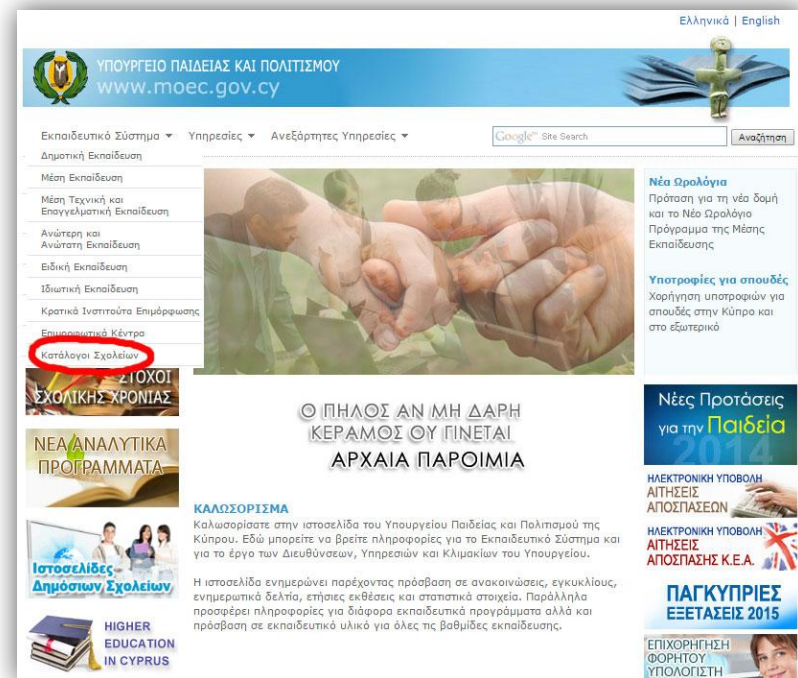 Ελληνικά | English
ΥΠΟΥΡΓΕΙΟ ΠΑΙΔΕΙΑΣ ΚΑΙ ΠΟΛΙΤΙΣΜΟΥ
www.moec.gov.cy
Εκπαιδευτικό Σύστημα Υπηρεσίες Ανεξάρτητες Υπηρεσίες
Google™ Site Search
Αναζήτηση
Δημοτική Εκπαίδευση
Μέση Εκπαίδευση
Μέση Τεχνική και
Επαγγελματική Εκπαίδευση
Ανώτερη και
Ανώτατη Εκπαίδευση
Ειδική Εκπαίδευση
Ιδιωτική Εκπαίδευση
Κρατικά Ινστιτούτα Επιμόρφωσης
Επιμορφωτικά Κέντρα
Κατάλογοι Σχολείων
ΣΤΟΧΟΙ
ΣΧΟΛΙΚΗΣ ΧΡΟΝΙΑΣ
ΝΕΑ ΑΝΑΛΥΤΙΚΑ
ΠΡΟΓΡΑΜΜΑΤΑ
Ιστοσελίδες
Δημόσιων Σχολείων
HIGHER
EDUCATION
IN CYPRUS
Ο ΠΗΛΟΣ ΑΝ ΜΗ ΔΑΡΗ
ΚΕΡΑΜΟΣ ΟΥ ΓΙΝΕΤΑΙ
ΑΡΧΑΙΑ ΠΑΡΟΙΜΙΑ
ΚΑΛΩΣΟΡΙΣΜΑ
Καλωσορίσατε στην ιστοσελίδα του Υπουργείου Παιδείας και Πολιτισμού της
Κύπρου. Εδώ μπορείτε να βρείτε πληροφορίες για το Εκπαιδευτικό Σύστημα και
για το έργο των Διευθύνσεων, Υπηρεσιών και Κλιμακίων του Υπουργείου.
Η ιστοσελίδα ενημερώνει παρέχοντας πρόσβαση σε ανακοινώσεις, εγκυκλίους,
ενημερωτικά δελτία, ετήσιες εκθέσεις και στατιστικά στοιχεία. Παράλληλα
προσφέρει πληροφορίες για διάφορα εκπαιδευτικά προγράμματα αλλά και
πρόσβαση σε εκπαιδευτικό υλικό για όλες τις βαθμίδες εκπαίδευσης.
Νέα Ωρολόγια
Πρόταση για τη νέα δομή
και το Νέο Ωρολόγιο
Πρόγραμμα της Μέσης
Εκπαίδευσης
Υποτροφίες για σπουδές
Χορήγηση υποτροφιών για
σπουδές στην Κύπρο και
στο εξωτερικό
Νέες Προτάσεις
για την Παιδεία
2014
ΗΛΕΚΤΡΟΝΙΚΗ ΥΠΟΒΟΛΗ
ΑΙΤΗΣΕΙΣ
ΑΠΟΣΠΑΣΕΩΝ
ΗΛΕΚΤΡΟΝΙΚΗ ΥΠΟΒΟΛΗ
ΑΙΤΗΣΕΙΣ
ΑΠΟΣΠΑΣΗΣ Κ.Ε.Α.
ΠΑΓΚΥΠΡΙΕΣ
ΕΞΕΤΑΣΕΙΣ 2015
ΕΠΙΧΟΡΗΓΗΣΗ
ΦΟΡΗΤΟΥ
ΥΠΟΛΟΓΙΣΤΗ